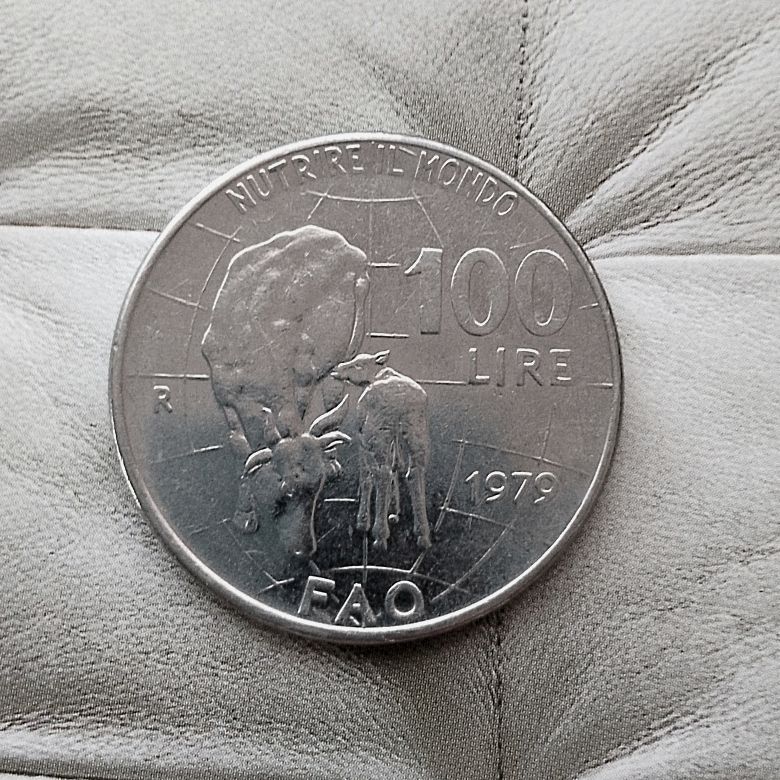 NUTRIRE IL MONDO
100
LIRE
R
1979
FAO